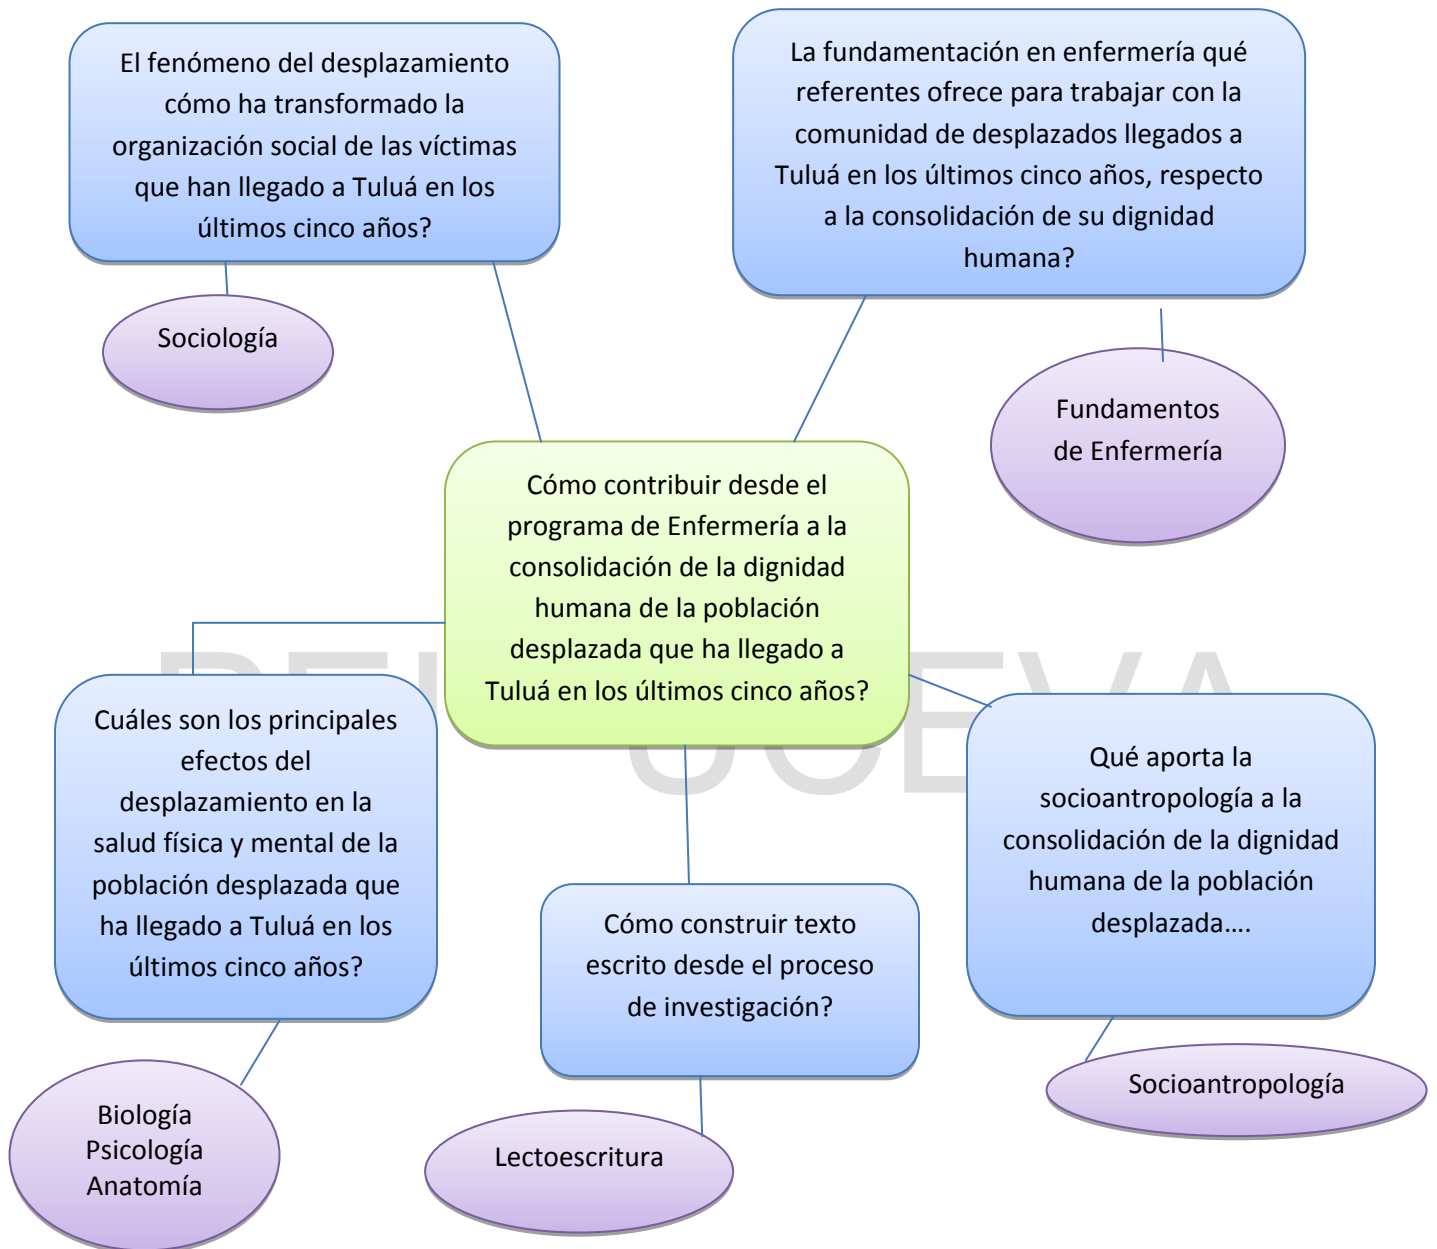 El fenómeno del desplazamiento
cómo ha transformado la
organización social de las víctimas
que han llegado a Tuluá en los
últimos cinco años?
Sociología
La fundamentación en enfermería qué
referentes ofrece para trabajar con la
comunidad de desplazados llegados a
Tuluá en los últimos cinco años, respecto
a la consolidación de su dignidad
humana?
Fundamentos
de Enfermería
Cómo contribuir desde el
programa de Enfermería a la
consolidación de la dignidad
humana de la población
desplazada que ha llegado a
Tuluá en los últimos cinco años?
Cuáles son los principales
efectos del
desplazamiento en la
salud física y mental de la
población desplazada que
ha llegado a Tuluá en los
últimos cinco años?
Biología
Psicología
Anatomía
Cómo construir texto
escrito desde el proceso
de investigación?
Lectoescritura
Qué aporta la
socioantropología a la
consolidación de la dignidad
humana de la población
desplazada....
Socioantropología